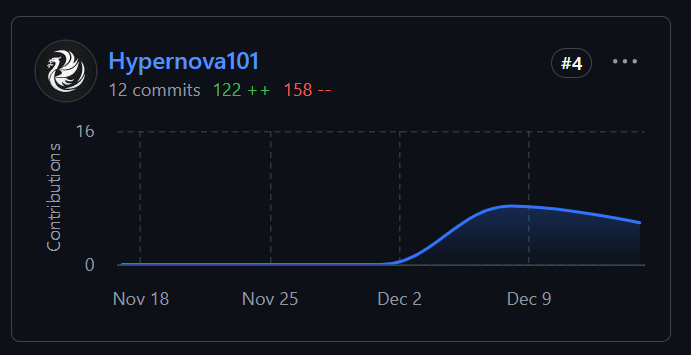 Hypernova101
#4
12 commits 122 ++ 158 --
Contributions
16
0
Nov 18 Nov 25 Dec 2 Dec 9